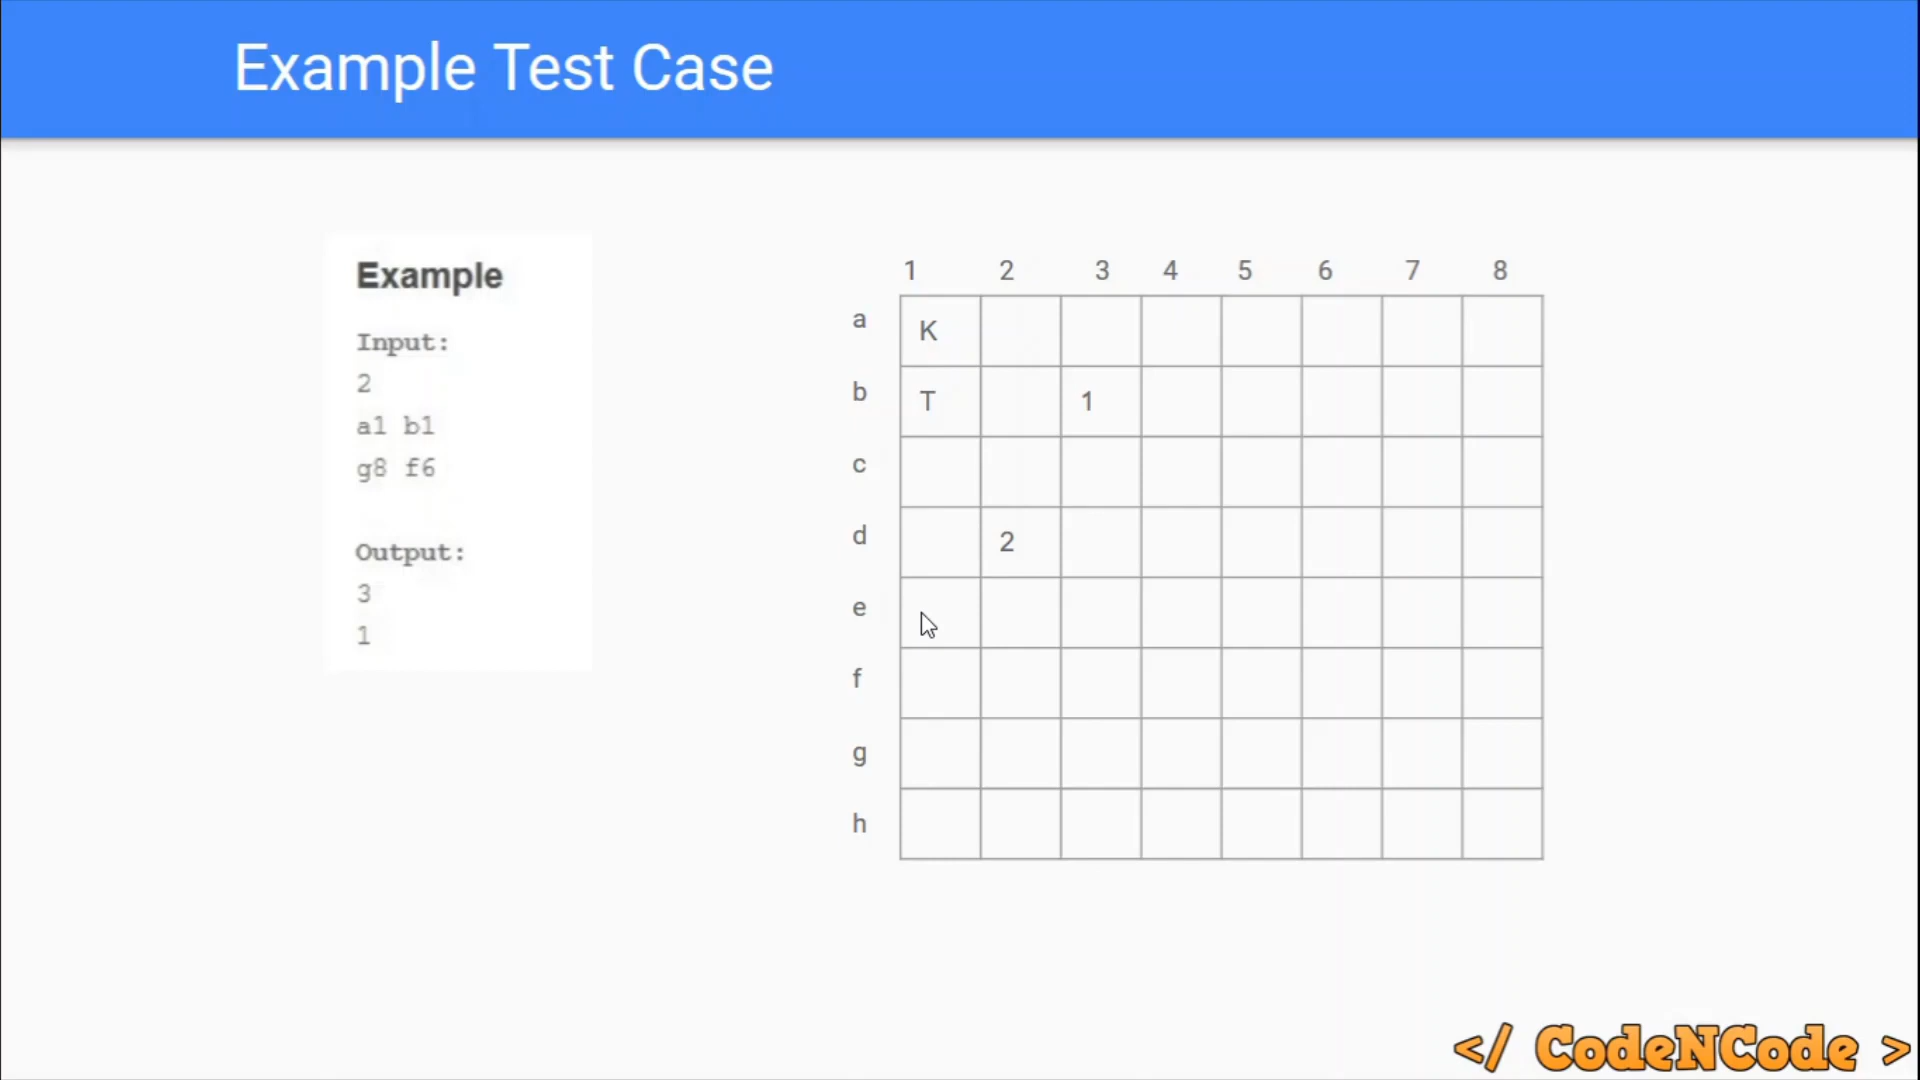 Example Test Case
Example
Input:
2
a1 b1
g8 f6
Output:
3
1
1 2 3 4 5 6 7 8
a K
b T 1
c
d 2
e
f
g
h
</ CodeNCode >